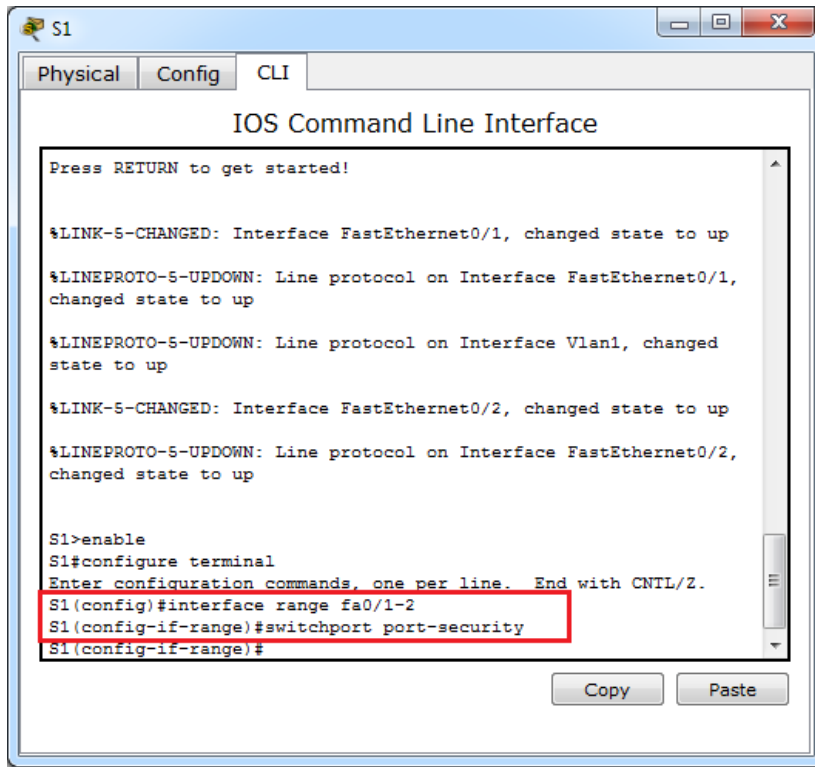 S1
Physical Config CLI
IOS Command Line Interface
Press RETURN to get started!
%LINK-5-CHANGED: Interface FastEthernet0/1, changed state to up
%LINEPROTO-5-UPDOWN: Line protocol on Interface FastEthernet0/1,
changed state to up
%LINEPROTO-5-UPDOWN: Line protocol on Interface Vlan1, changed
state to up
%LINK-5-CHANGED: Interface FastEthernet0/2, changed state to up
%LINEPROTO-5-UPDOWN: Line protocol on Interface FastEthernet0/2,
changed state to up
S1>enable
S1#configure terminal
Enter configuration commands, one per line.  End with CNTL/Z.
S1(config)#interface range fa0/1-2
S1(config-if-range)#switchport port-security
S1(config-if-range)#
Copy Paste